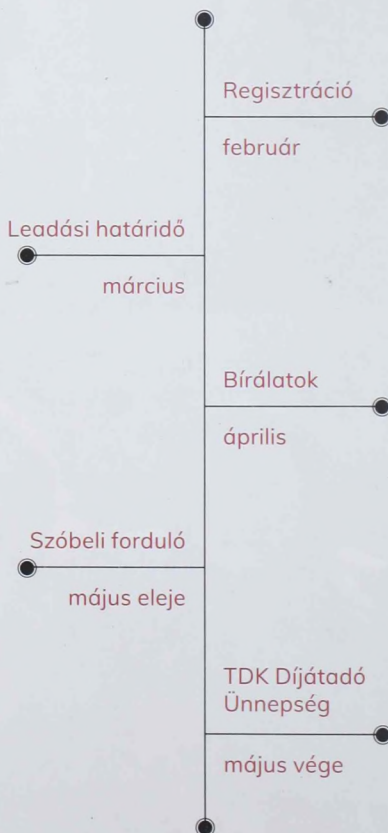 Regisztráció
február
Leadási határidő
március
Bírálatok
április
Szóbeli forduló
május eleje
TDK Díjátadó
Ünnepség
május vége